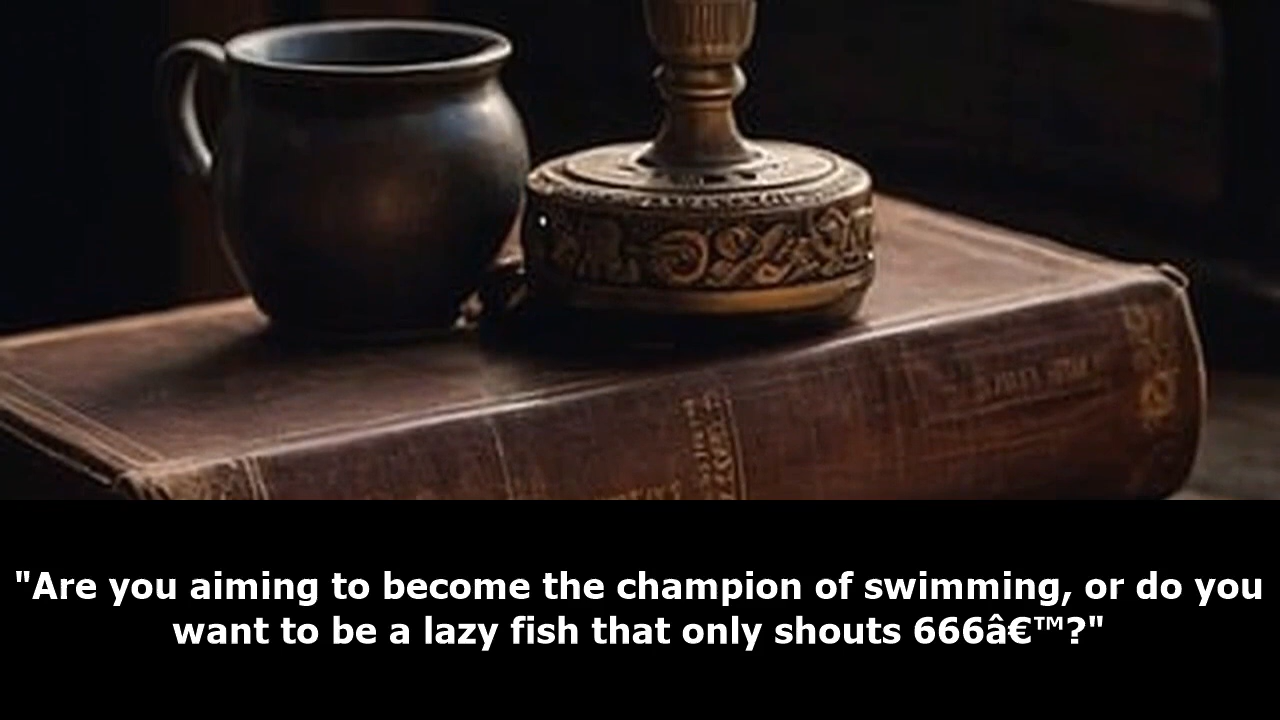 "Are you aiming to become the champion of swimming, or do you
want to be a lazy fish that only shouts 666â€™?"